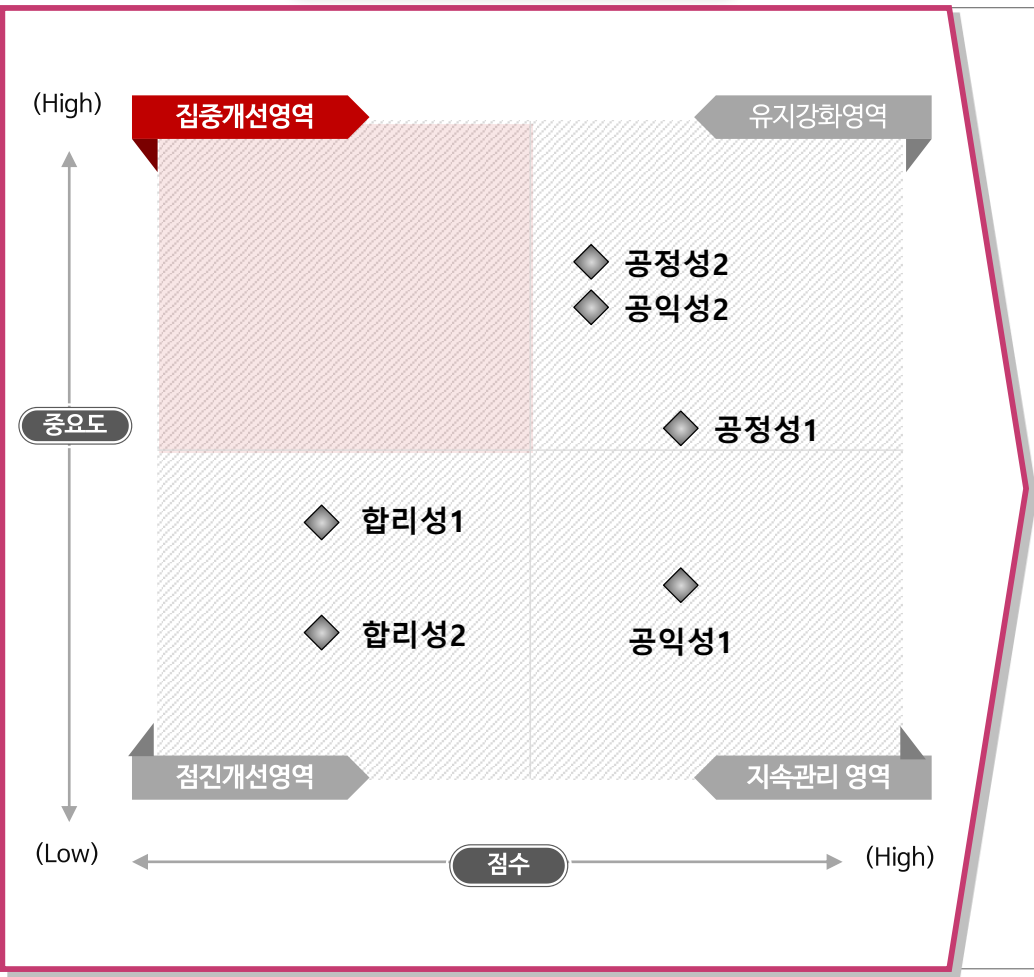 (High)
집중개선영역
유지강화영역
공정성2
공익성2
중요도
공정성1
합리성1
합리성2
공익성1
점진개선영역
지속관리 영역
(Low)
점수
(High)